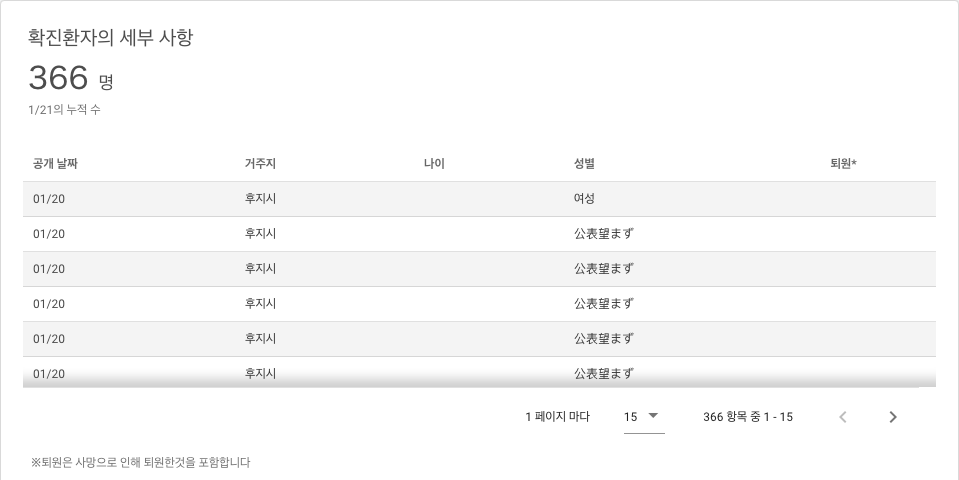 확진환자의 세부 사항
366 명
1/21의 누적 수
공개 날짜 거주지 나이 성별 퇴원*
01/20 후지시 여성
01/20 후지시 公表望まず
01/20 후지시 公表望まず
01/20 후지시 公表望まず
01/20 후지시 公表望まず
01/20 후지시 公表望まず
1 페이지 마다 15 366 항목 중 1 - 15
※퇴원은 사망으로 인해 퇴원한것을 포함합니다